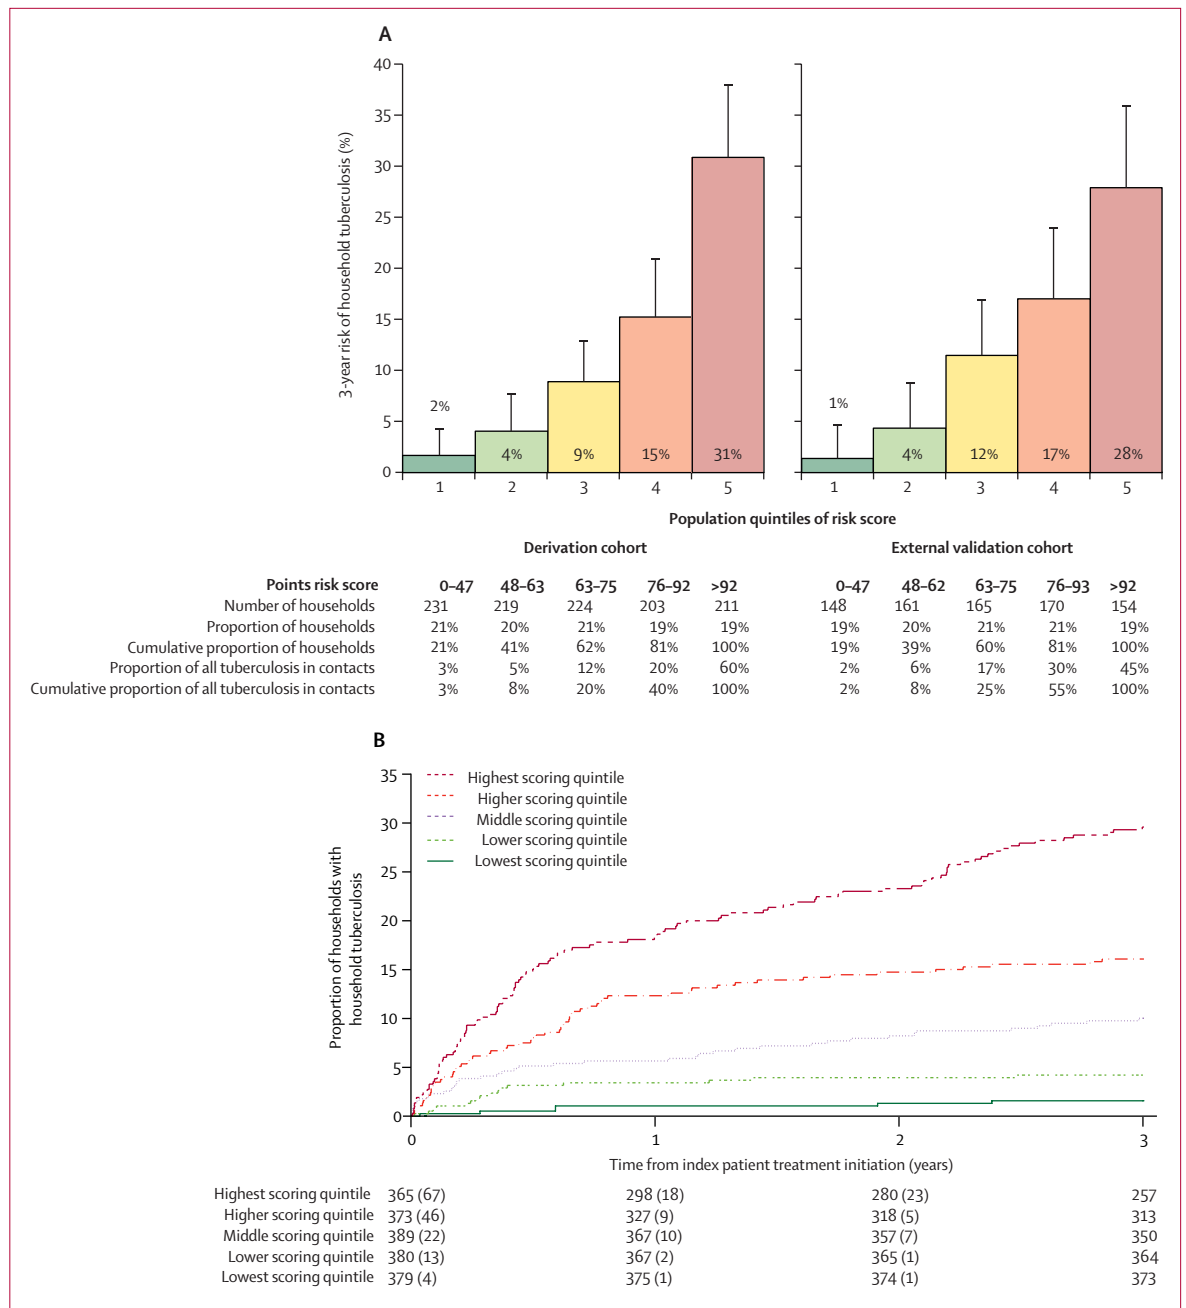 A
40
35
30
25
20
15
10
5
0
3-year risk of household tuberculosis (%)
2%
4%
9%
15%
31%
1%
4%
12%
17%
28%
1 2 3 4 5 1 2 3 4 5
Population quintiles of risk score
Derivation cohort External validation cohort
Points risk score 0–47 48–63 63–75 76–92 >92 0–47 48–62 63–75 76–93 >92
Number of households 231 219 224 203 211 148 161 165 170 154
Proportion of households 21% 20% 21% 19% 19% 19% 20% 21% 21% 19%
Cumulative proportion of households 21% 41% 62% 81% 100% 19% 39% 60% 81% 100%
Proportion of all tuberculosis in contacts 3% 5% 12% 20% 60% 2% 6% 17% 30% 45%
Cumulative proportion of all tuberculosis in contacts 3% 8% 20% 40% 100% 2% 8% 25% 55% 100%
B
35
30
25
20
15
10
5
0
Proportion of households with
household tuberculosis
Highest scoring quintile
Higher scoring quintile
Middle scoring quintile
Lower scoring quintile
Lowest scoring quintile
0 1 2 3
Time from index patient treatment initiation (years)
Highest scoring quintile 365 (67) 298 (18) 280 (23) 257
Higher scoring quintile 373 (46) 327 (9) 318 (5) 313
Middle scoring quintile 389 (22) 367 (10) 357 (7) 350
Lower scoring quintile 380 (13) 367 (2) 365 (1) 364
Lowest scoring quintile 379 (4) 375 (1) 374 (1) 373